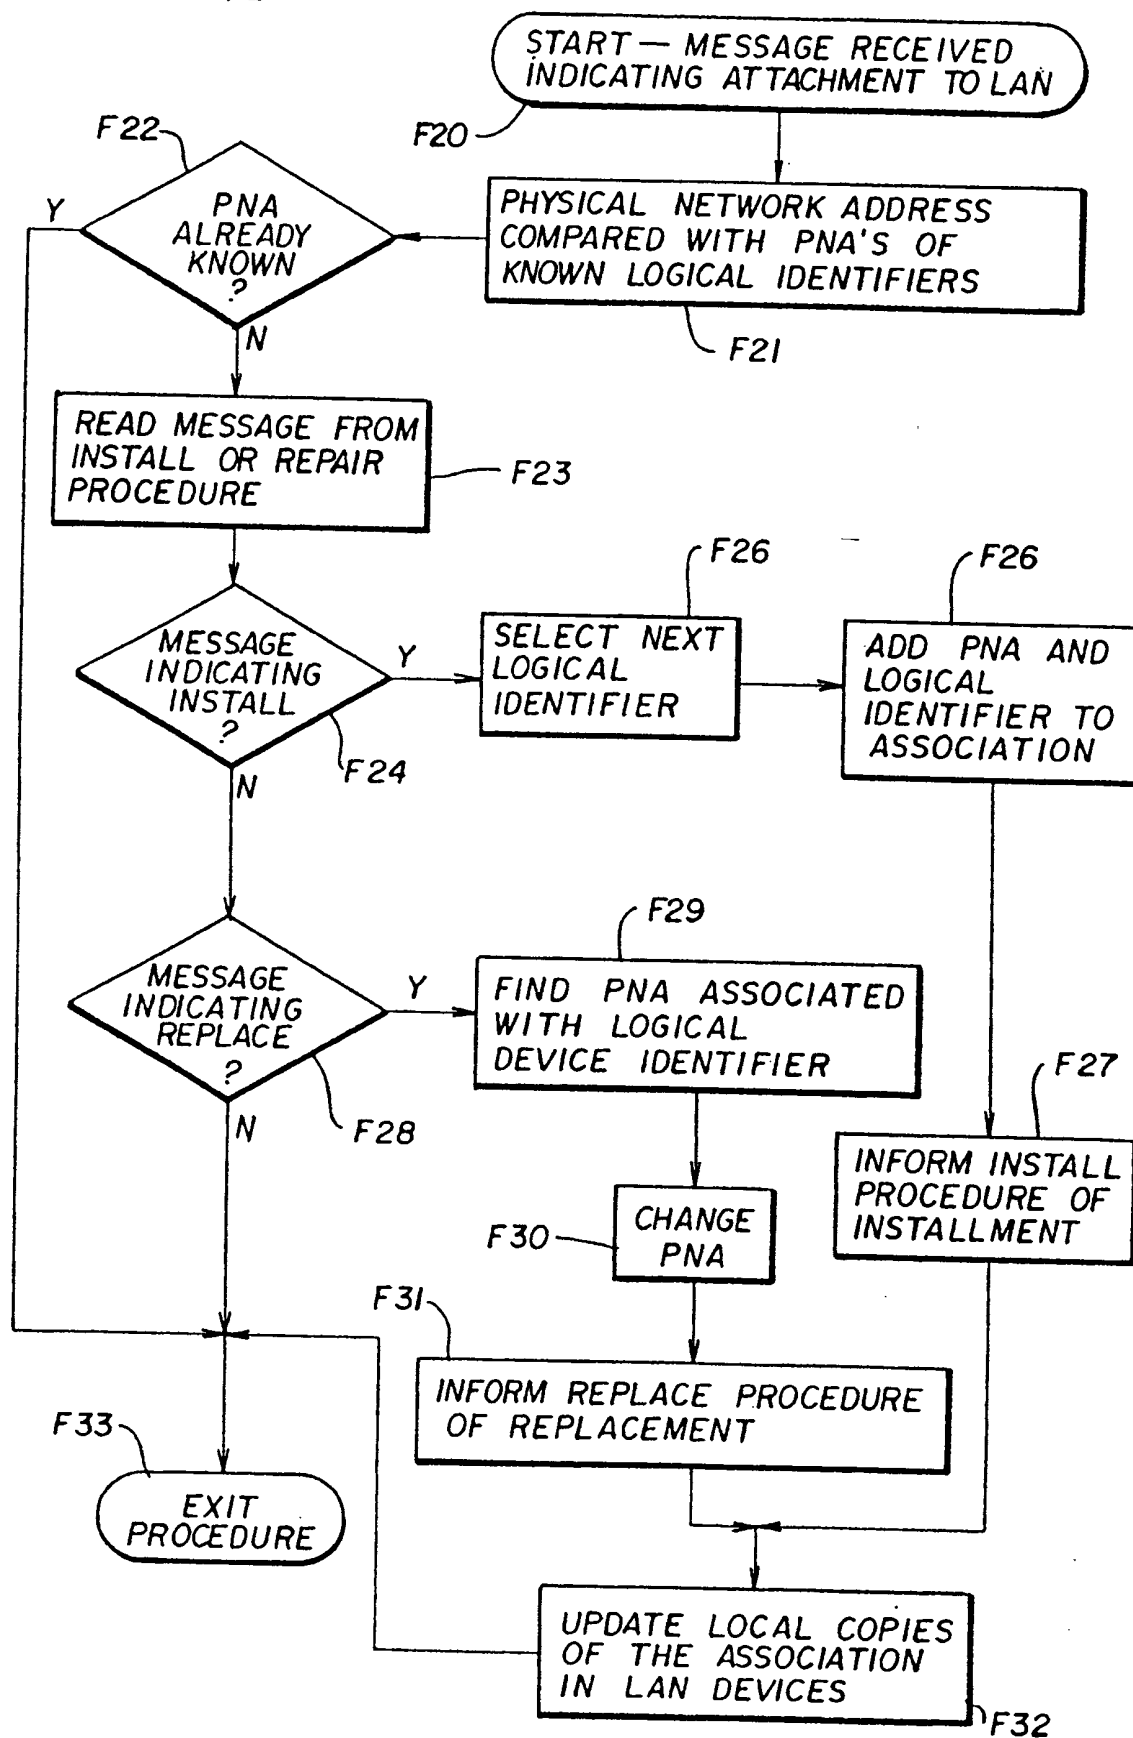 START — MESSAGE RECEIVED
INDICATING ATTACHMENT TO LAN
F20
F22
PHYSICAL NETWORK ADDRESS
COMPARED WITH PNA'S OF
KNOWN LOGICAL IDENTIFIERS
F21
Y
PNA
ALREADY
KNOWN
?
N
READ MESSAGE FROM
INSTALL OR REPAIR
PROCEDURE
F23
MESSAGE
INDICATING
INSTALL
?
Y
F24
N
F26
SELECT NEXT
LOGICAL
IDENTIFIER
F26
ADD PNA AND
LOGICAL
IDENTIFIER TO
ASSOCIATION
MESSAGE
INDICATING
REPLACE
?
Y
F28
N
F29
FIND PNA ASSOCIATED
WITH LOGICAL
DEVICE IDENTIFIER
F27
INFORM INSTALL
PROCEDURE OF
INSTALLMENT
F30
CHANGE
PNA
F31
INFORM REPLACE PROCEDURE
OF REPLACEMENT
F33
EXIT
PROCEDURE
UPDATE LOCAL COPIES
OF THE ASSOCIATION
IN LAN DEVICES
F32